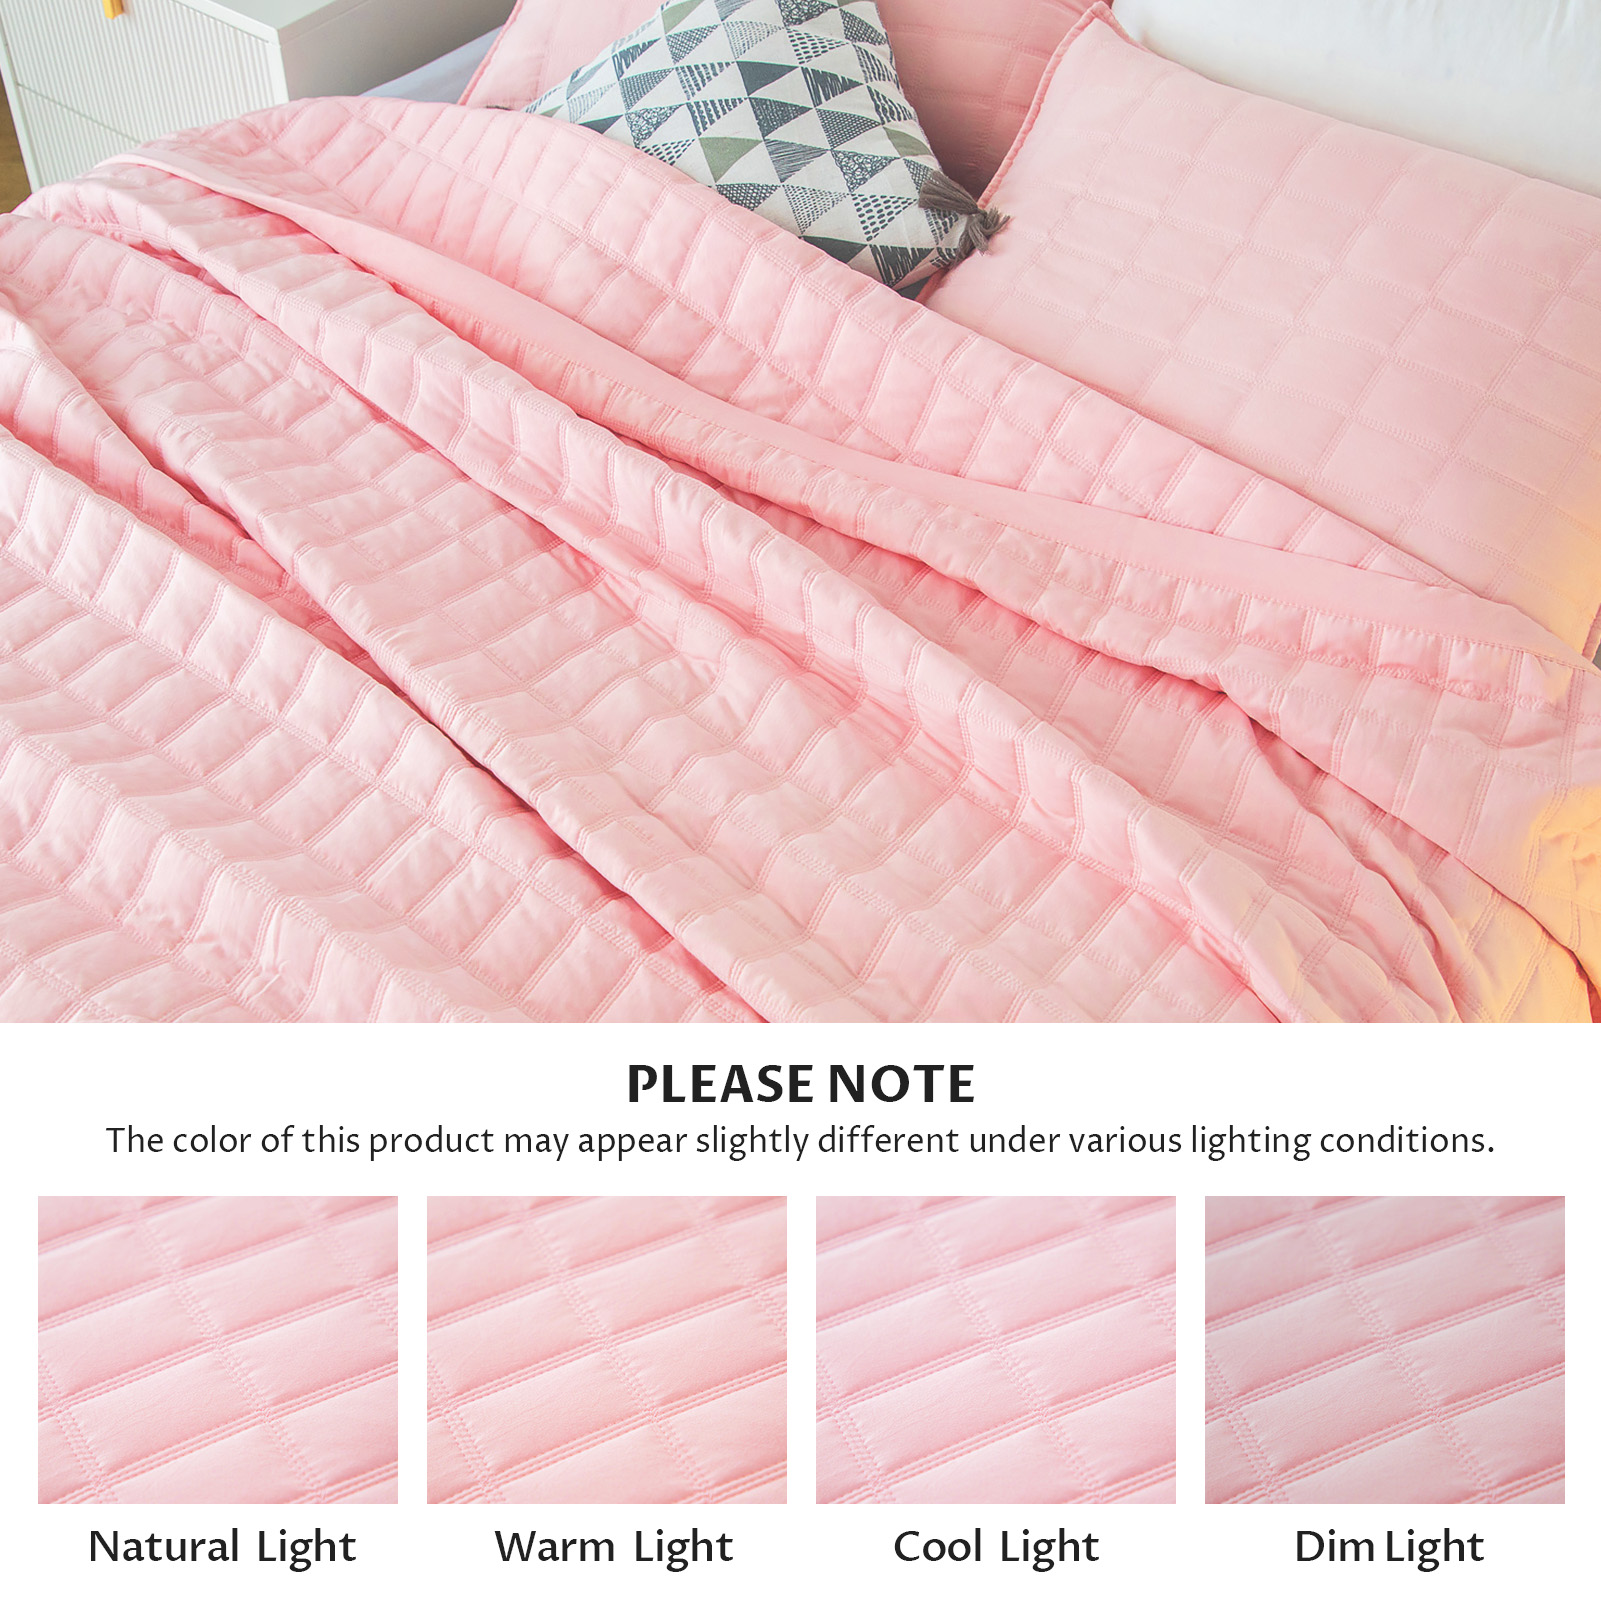 PLEASE NOTE
The color of this product may appear slightly different under various lighting conditions.
Natural Light
Warm Light
Cool Light
Dim Light